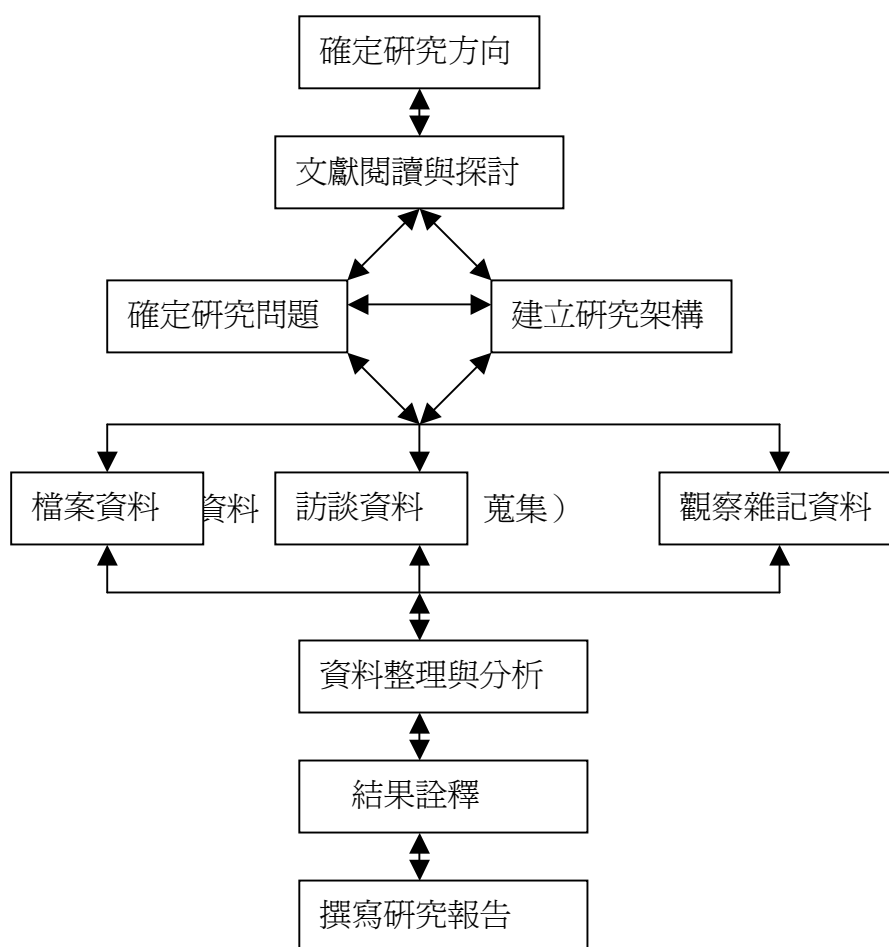 確定研究方向
文獻閱讀與探討
確定研究問題 建立研究架構
檔案資料 資料 訪談資料 蒐集） 觀察雜記資料
資料整理與分析
結果詮釋
撰寫研究報告